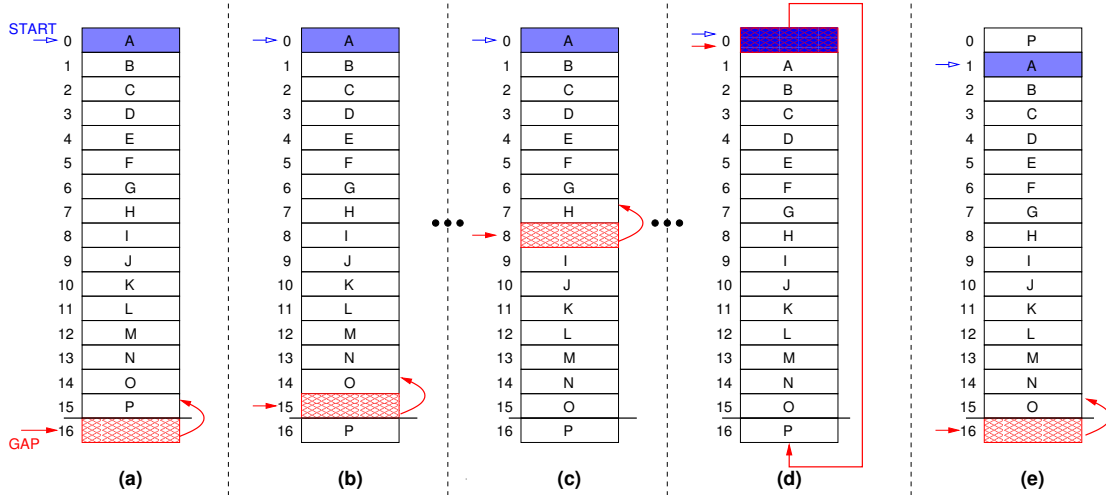 START
0 A
1 B
2 C
3 D
4 E
5 F
6 G
7 H
8 I
9 J
10 K
11 L
12 M
13 N
14 O
15 P
16
GAP
(a)
0 A
1 B
2 C
3 D
4 E
5 F
6 G
7 H
8 I
9 J
10 K
11 L
12 M
13 N
14 O
15
16 P
(b)
0 A
1 B
2 C
3 D
4 E
5 F
6 G
7 H
8
9 I
10 J
11 K
12 L
13 M
14 N
15 O
16 P
(c)
0
1 A
2 B
3 C
4 D
5 E
6 F
7 G
8 H
9 I
10 J
11 K
12 L
13 M
14 N
15 O
16 P
(d)
0 P
1 A
2 B
3 C
4 D
5 E
6 F
7 G
8 H
9 I
10 J
11 K
12 L
13 M
14 N
15 O
16
(e)